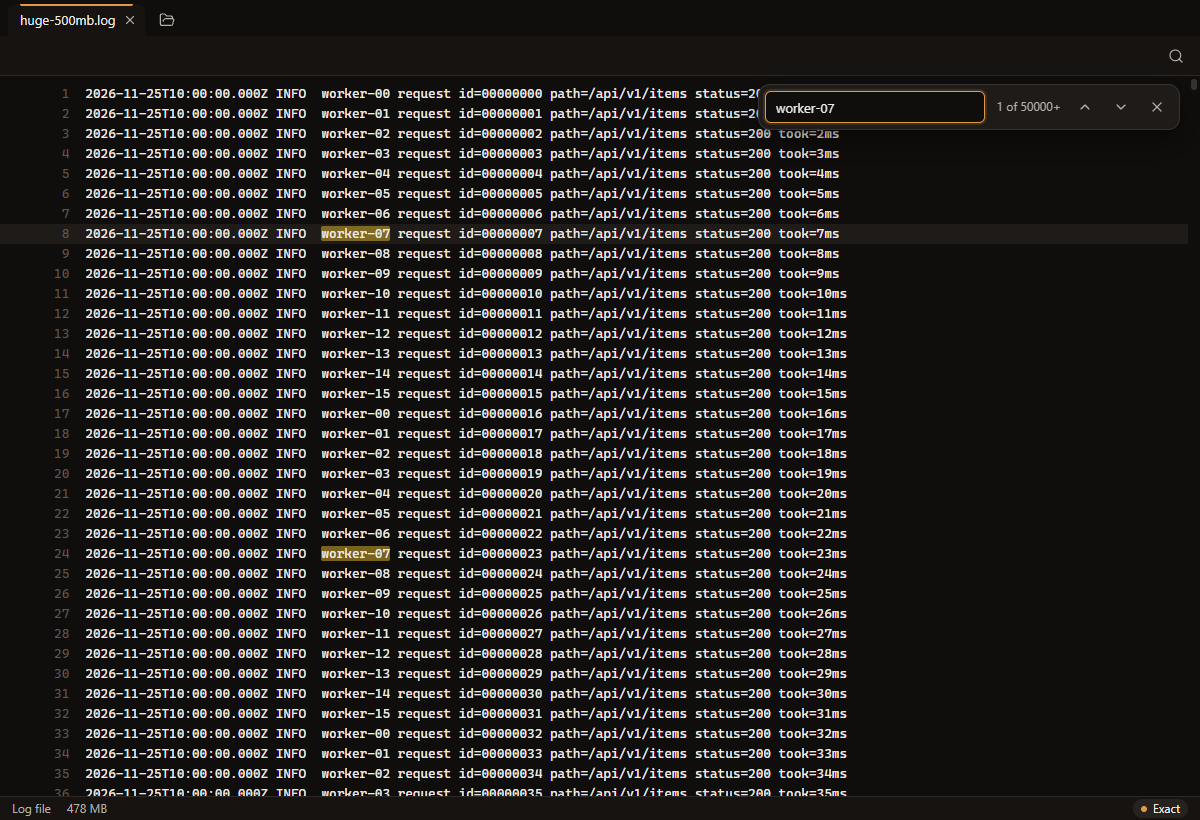 huge-500mb.log
worker-07 1 of 50000+
1 2026-11-25T10:00:00.000Z INFO  worker-00 request id=00000000 path=/api/v1/items
2 2026-11-25T10:00:00.000Z INFO  worker-01 request id=00000001 path=/api/v1/items
3 2026-11-25T10:00:00.000Z INFO  worker-02 request id=00000002 path=/api/v1/items status=200 took=2ms
4 2026-11-25T10:00:00.000Z INFO  worker-03 request id=00000003 path=/api/v1/items status=200 took=3ms
5 2026-11-25T10:00:00.000Z INFO  worker-04 request id=00000004 path=/api/v1/items status=200 took=4ms
6 2026-11-25T10:00:00.000Z INFO  worker-05 request id=00000005 path=/api/v1/items status=200 took=5ms
7 2026-11-25T10:00:00.000Z INFO  worker-06 request id=00000006 path=/api/v1/items status=200 took=6ms
8 2026-11-25T10:00:00.000Z INFO  worker-07 request id=00000007 path=/api/v1/items status=200 took=7ms
9 2026-11-25T10:00:00.000Z INFO  worker-08 request id=00000008 path=/api/v1/items status=200 took=8ms
10 2026-11-25T10:00:00.000Z INFO  worker-09 request id=00000009 path=/api/v1/items status=200 took=9ms
11 2026-11-25T10:00:00.000Z INFO  worker-10 request id=00000010 path=/api/v1/items status=200 took=10ms
12 2026-11-25T10:00:00.000Z INFO  worker-11 request id=00000011 path=/api/v1/items status=200 took=11ms
13 2026-11-25T10:00:00.000Z INFO  worker-12 request id=00000012 path=/api/v1/items status=200 took=12ms
14 2026-11-25T10:00:00.000Z INFO  worker-13 request id=00000013 path=/api/v1/items status=200 took=13ms
15 2026-11-25T10:00:00.000Z INFO  worker-14 request id=00000014 path=/api/v1/items status=200 took=14ms
16 2026-11-25T10:00:00.000Z INFO  worker-15 request id=00000015 path=/api/v1/items status=200 took=15ms
17 2026-11-25T10:00:00.000Z INFO  worker-00 request id=00000016 path=/api/v1/items status=200 took=16ms
18 2026-11-25T10:00:00.000Z INFO  worker-01 request id=00000017 path=/api/v1/items status=200 took=17ms
19 2026-11-25T10:00:00.000Z INFO  worker-02 request id=00000018 path=/api/v1/items status=200 took=18ms
20 2026-11-25T10:00:00.000Z INFO  worker-03 request id=00000019 path=/api/v1/items status=200 took=19ms
21 2026-11-25T10:00:00.000Z INFO  worker-04 request id=00000020 path=/api/v1/items status=200 took=20ms
22 2026-11-25T10:00:00.000Z INFO  worker-05 request id=00000021 path=/api/v1/items status=200 took=21ms
23 2026-11-25T10:00:00.000Z INFO  worker-06 request id=00000022 path=/api/v1/items status=200 took=22ms
24 2026-11-25T10:00:00.000Z INFO  worker-07 request id=00000023 path=/api/v1/items status=200 took=23ms
25 2026-11-25T10:00:00.000Z INFO  worker-08 request id=00000024 path=/api/v1/items status=200 took=24ms
26 2026-11-25T10:00:00.000Z INFO  worker-09 request id=00000025 path=/api/v1/items status=200 took=25ms
27 2026-11-25T10:00:00.000Z INFO  worker-10 request id=00000026 path=/api/v1/items status=200 took=26ms
28 2026-11-25T10:00:00.000Z INFO  worker-11 request id=00000027 path=/api/v1/items status=200 took=27ms
29 2026-11-25T10:00:00.000Z INFO  worker-12 request id=00000028 path=/api/v1/items status=200 took=28ms
30 2026-11-25T10:00:00.000Z INFO  worker-13 request id=00000029 path=/api/v1/items status=200 took=29ms
31 2026-11-25T10:00:00.000Z INFO  worker-14 request id=00000030 path=/api/v1/items status=200 took=30ms
32 2026-11-25T10:00:00.000Z INFO  worker-15 request id=00000031 path=/api/v1/items status=200 took=31ms
33 2026-11-25T10:00:00.000Z INFO  worker-00 request id=00000032 path=/api/v1/items status=200 took=32ms
34 2026-11-25T10:00:00.000Z INFO  worker-01 request id=00000033 path=/api/v1/items status=200 took=33ms
35 2026-11-25T10:00:00.000Z INFO  worker-02 request id=00000034 path=/api/v1/items status=200 took=34ms
36 2026-11-25T10:00:00.000Z INFO  worker-03 request id=00000035 path=/api/v1/items status=200 took=35ms
Log file 478 MB Exact